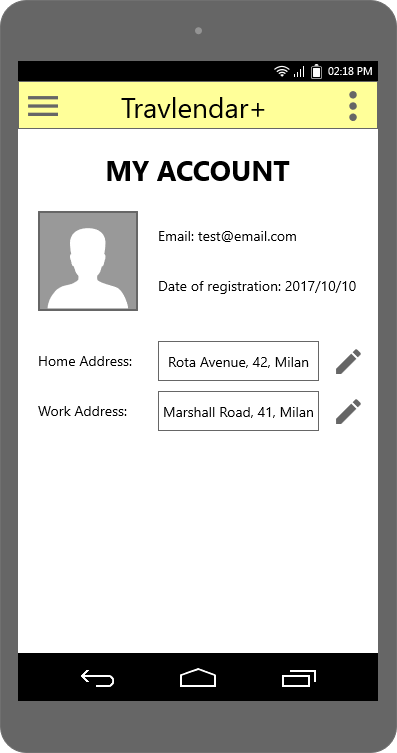 02:18 PM
Travlendar+
MY ACCOUNT
Email: test@email.com
Date of registration: 2017/10/10
Home Address: Rota Avenue, 42, Milan
Work Address: Marshall Road, 41, Milan